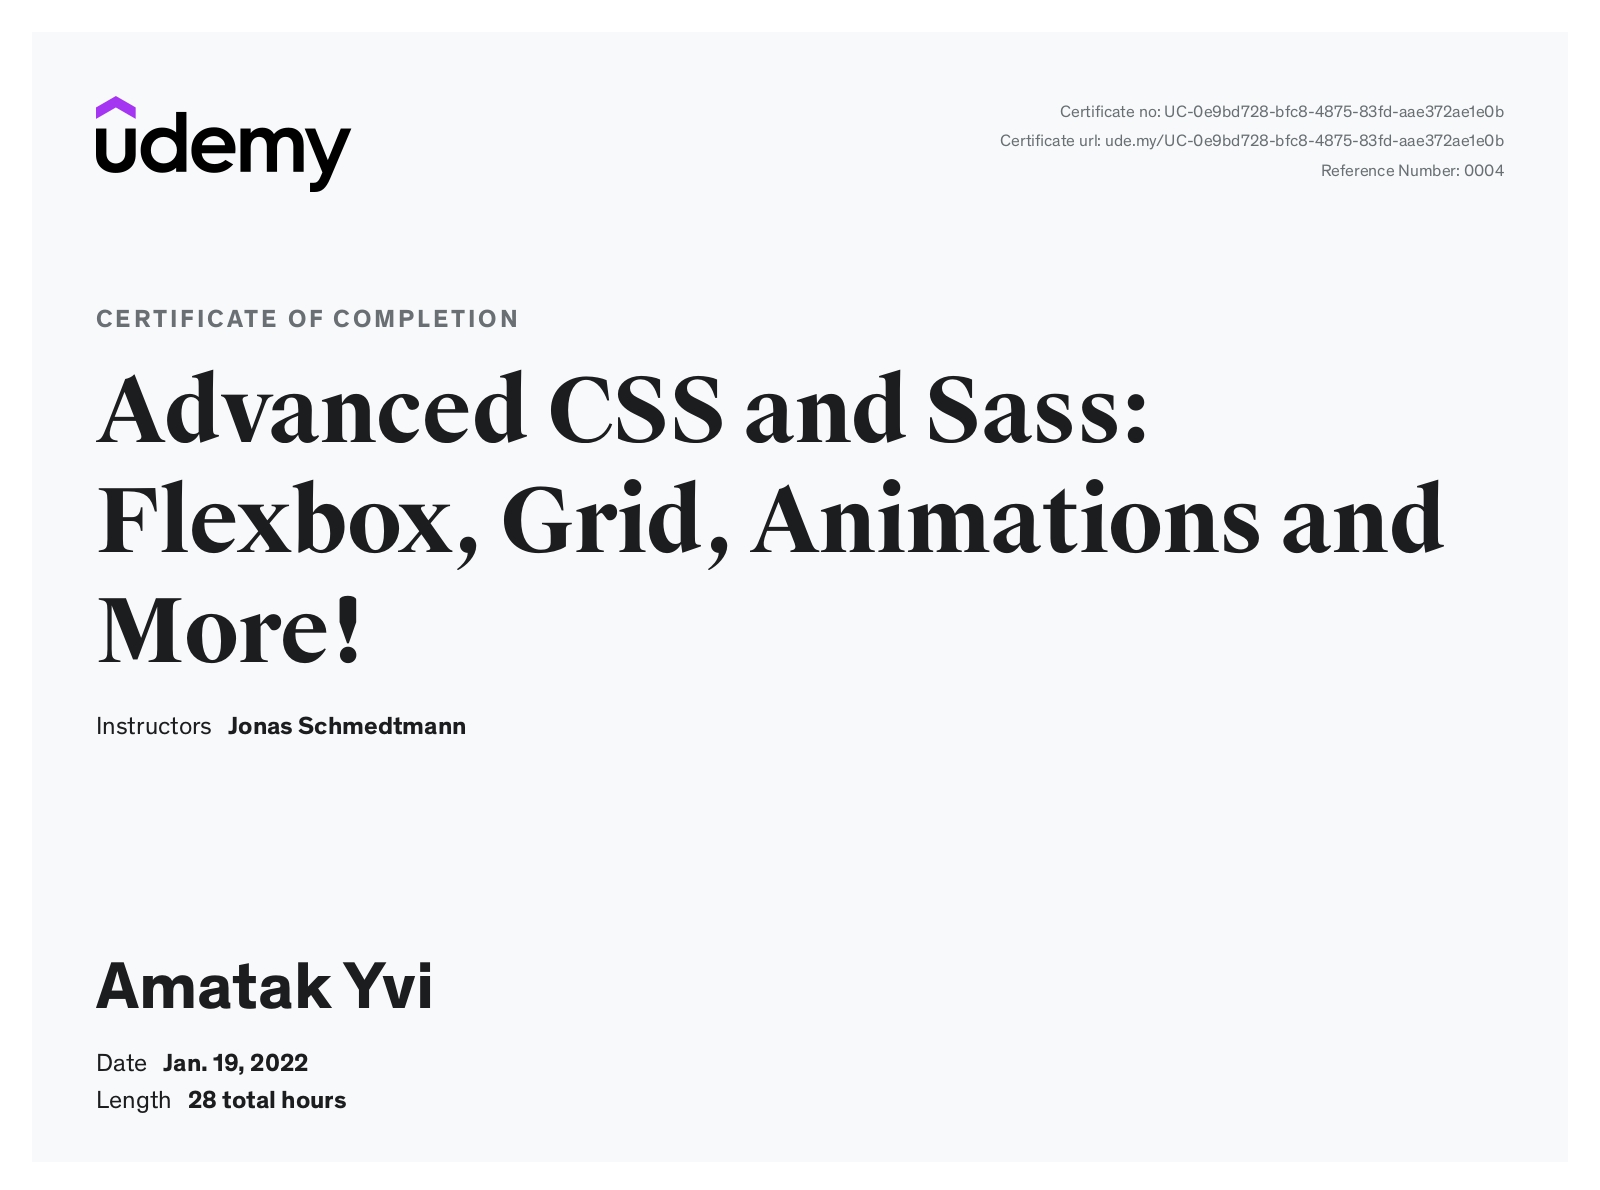 udemy
Certificate no: UC-0e9bd728-bfc8-4875-83fd-aae372ae1e0b
Certificate url: ude.my/UC-0e9bd728-bfc8-4875-83fd-aae372ae1e0b
Reference Number: 0004
CERTIFICATE OF COMPLETION
Advanced CSS and Sass:
Flexbox, Grid, Animations and
More!
Instructors Jonas Schmedtmann
Amatak Yvi
Date Jan. 19, 2022
Length 28 total hours